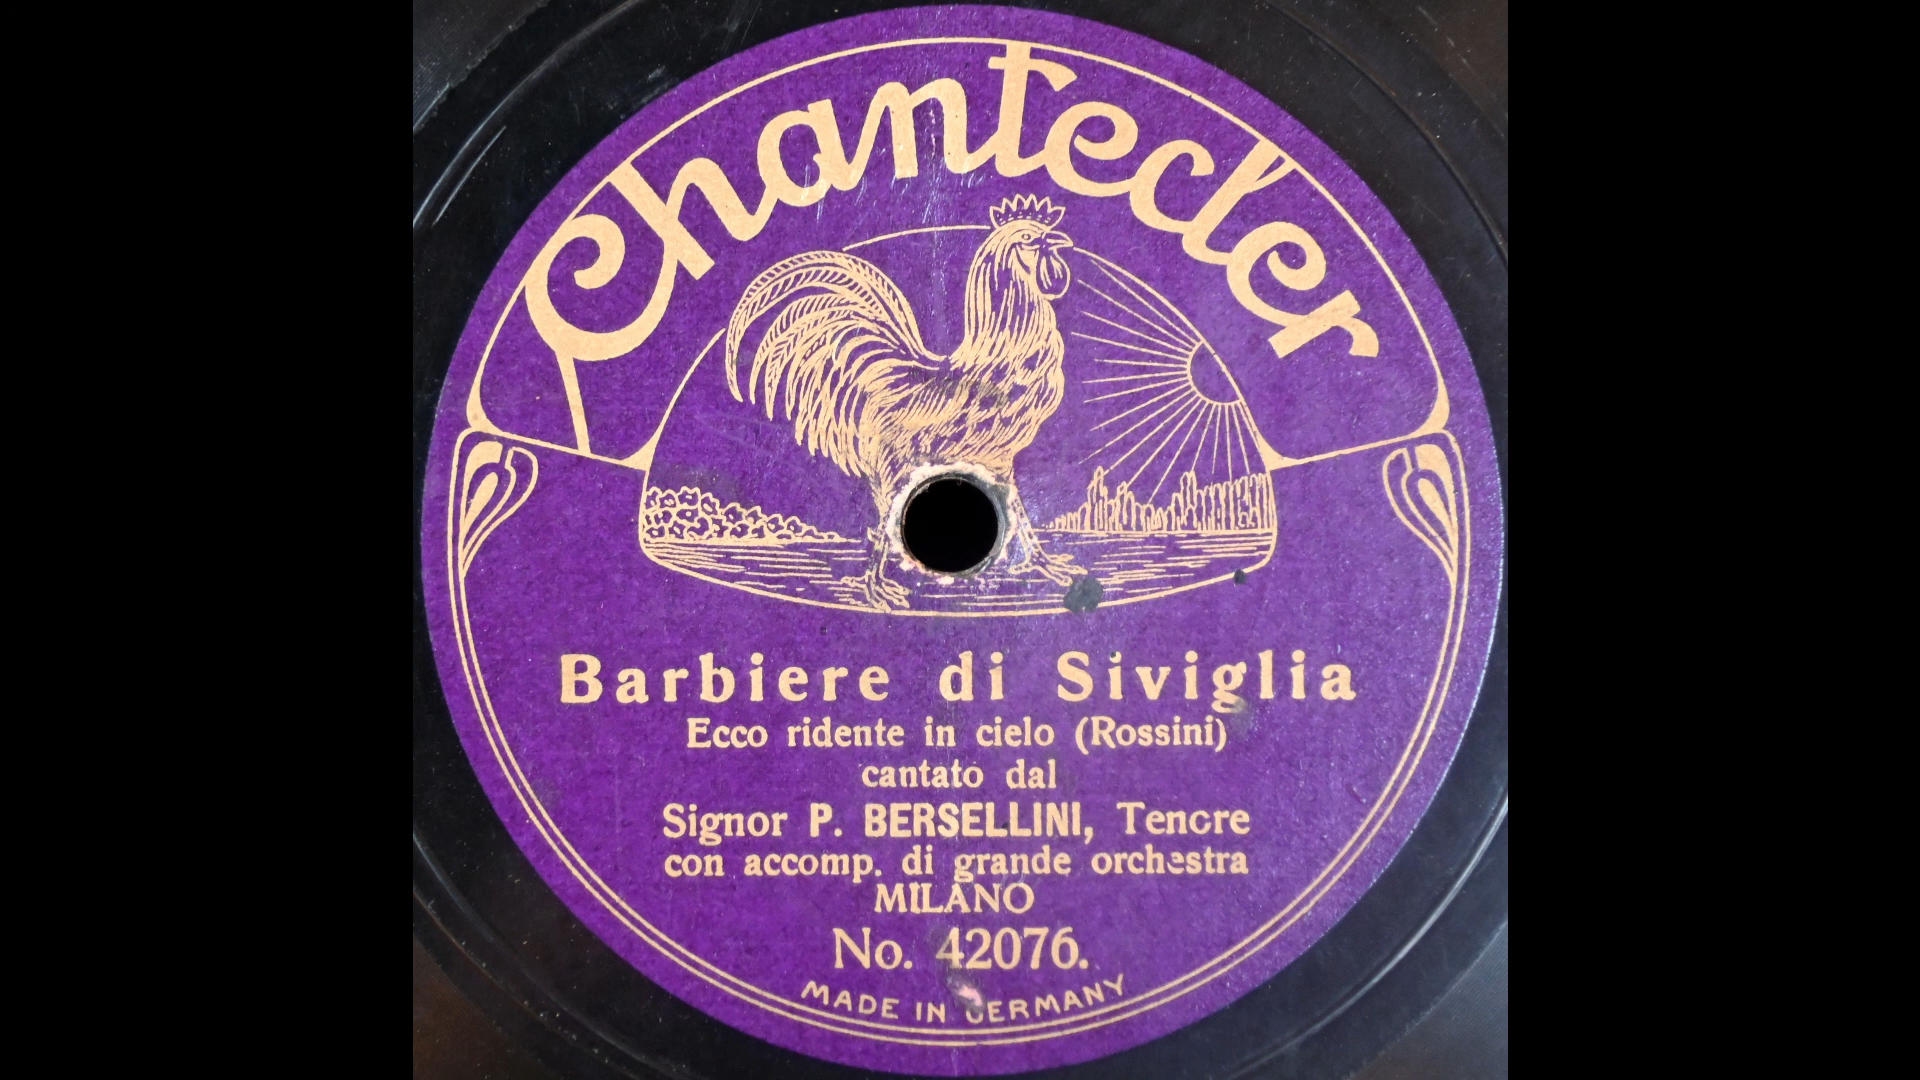 Chantecler
Barbiere di Siviglia
Ecco ridente in cielo (Rossini)
cantato dal
Signor P. BERSELLINI, Tenore
con accomp. di grande orchestra
MILANO
No. 42076.
MADE IN GERMANY